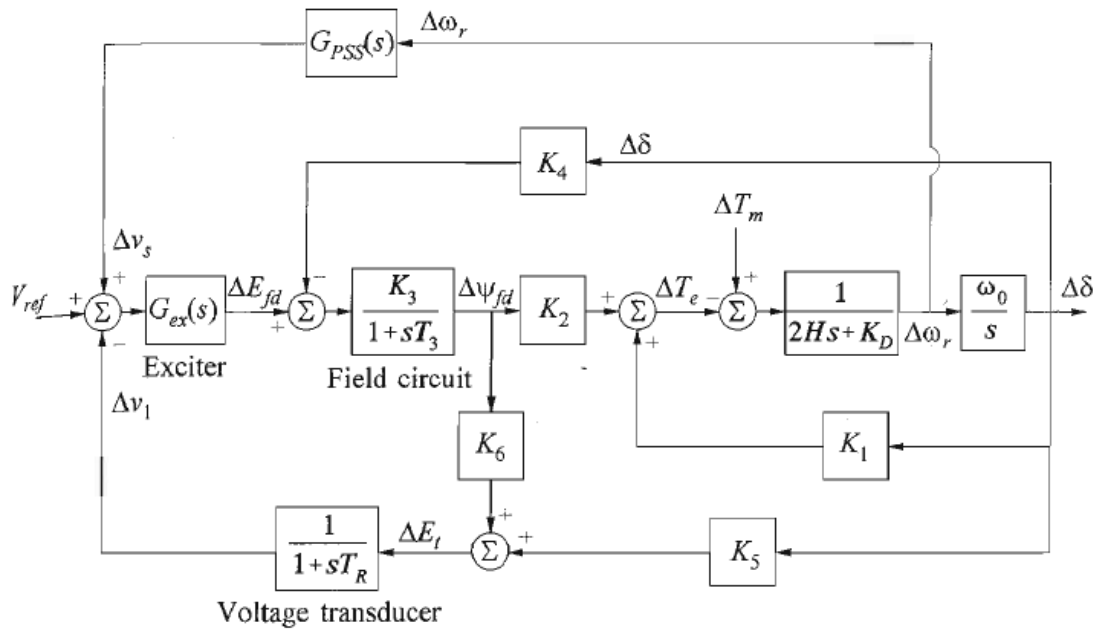 G_PSS(s) Δω_r
K_4 Δδ
ΔT_m
Δv_s
V_ref + + Σ − G_ex(s) ΔE_fd + − Σ K_3 / (1+sT_3) Δψ_fd K_2 + + Σ ΔT_e − + Σ 1 / (2Hs+K_D) Δω_r ω_0 / s Δδ
Exciter
Field circuit
Δv_1
K_6
K_1
1 / (1+sT_R) ΔE_t + + Σ K_5
Voltage transducer